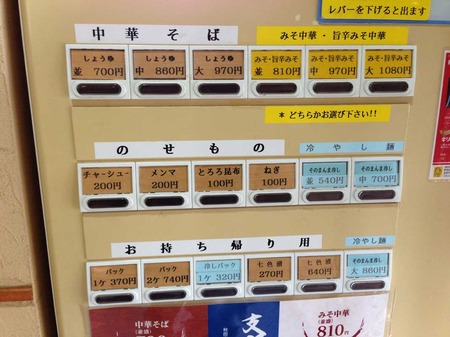 レバーを下げると出ます
中華そば
みそ中華・旨辛みそ中華
しょうゆ
並 700円
しょうゆ
中 860円
しょうゆ
大 970円
みそ・旨辛みそ
並 810円
みそ・旨辛みそ
中 970円
みそ・旨辛みそ
大 1080円
* どちらかお選び下さい!!
のせもの
冷やし麺
チャーシュー
200円
メンマ
200円
とろろ昆布
100円
ねぎ
100円
そのまんま冷し
並 540円
そのまんま冷し
中 700円
お持ち帰り用
冷やし麺
パック
1ケ 370円
パック
2ケ 740円
冷しパック
1ケ 320円
270円
640円
そのまんま冷し
大 860円
中華そば
(並盛)
支
みそ中華
(並盛)
810円